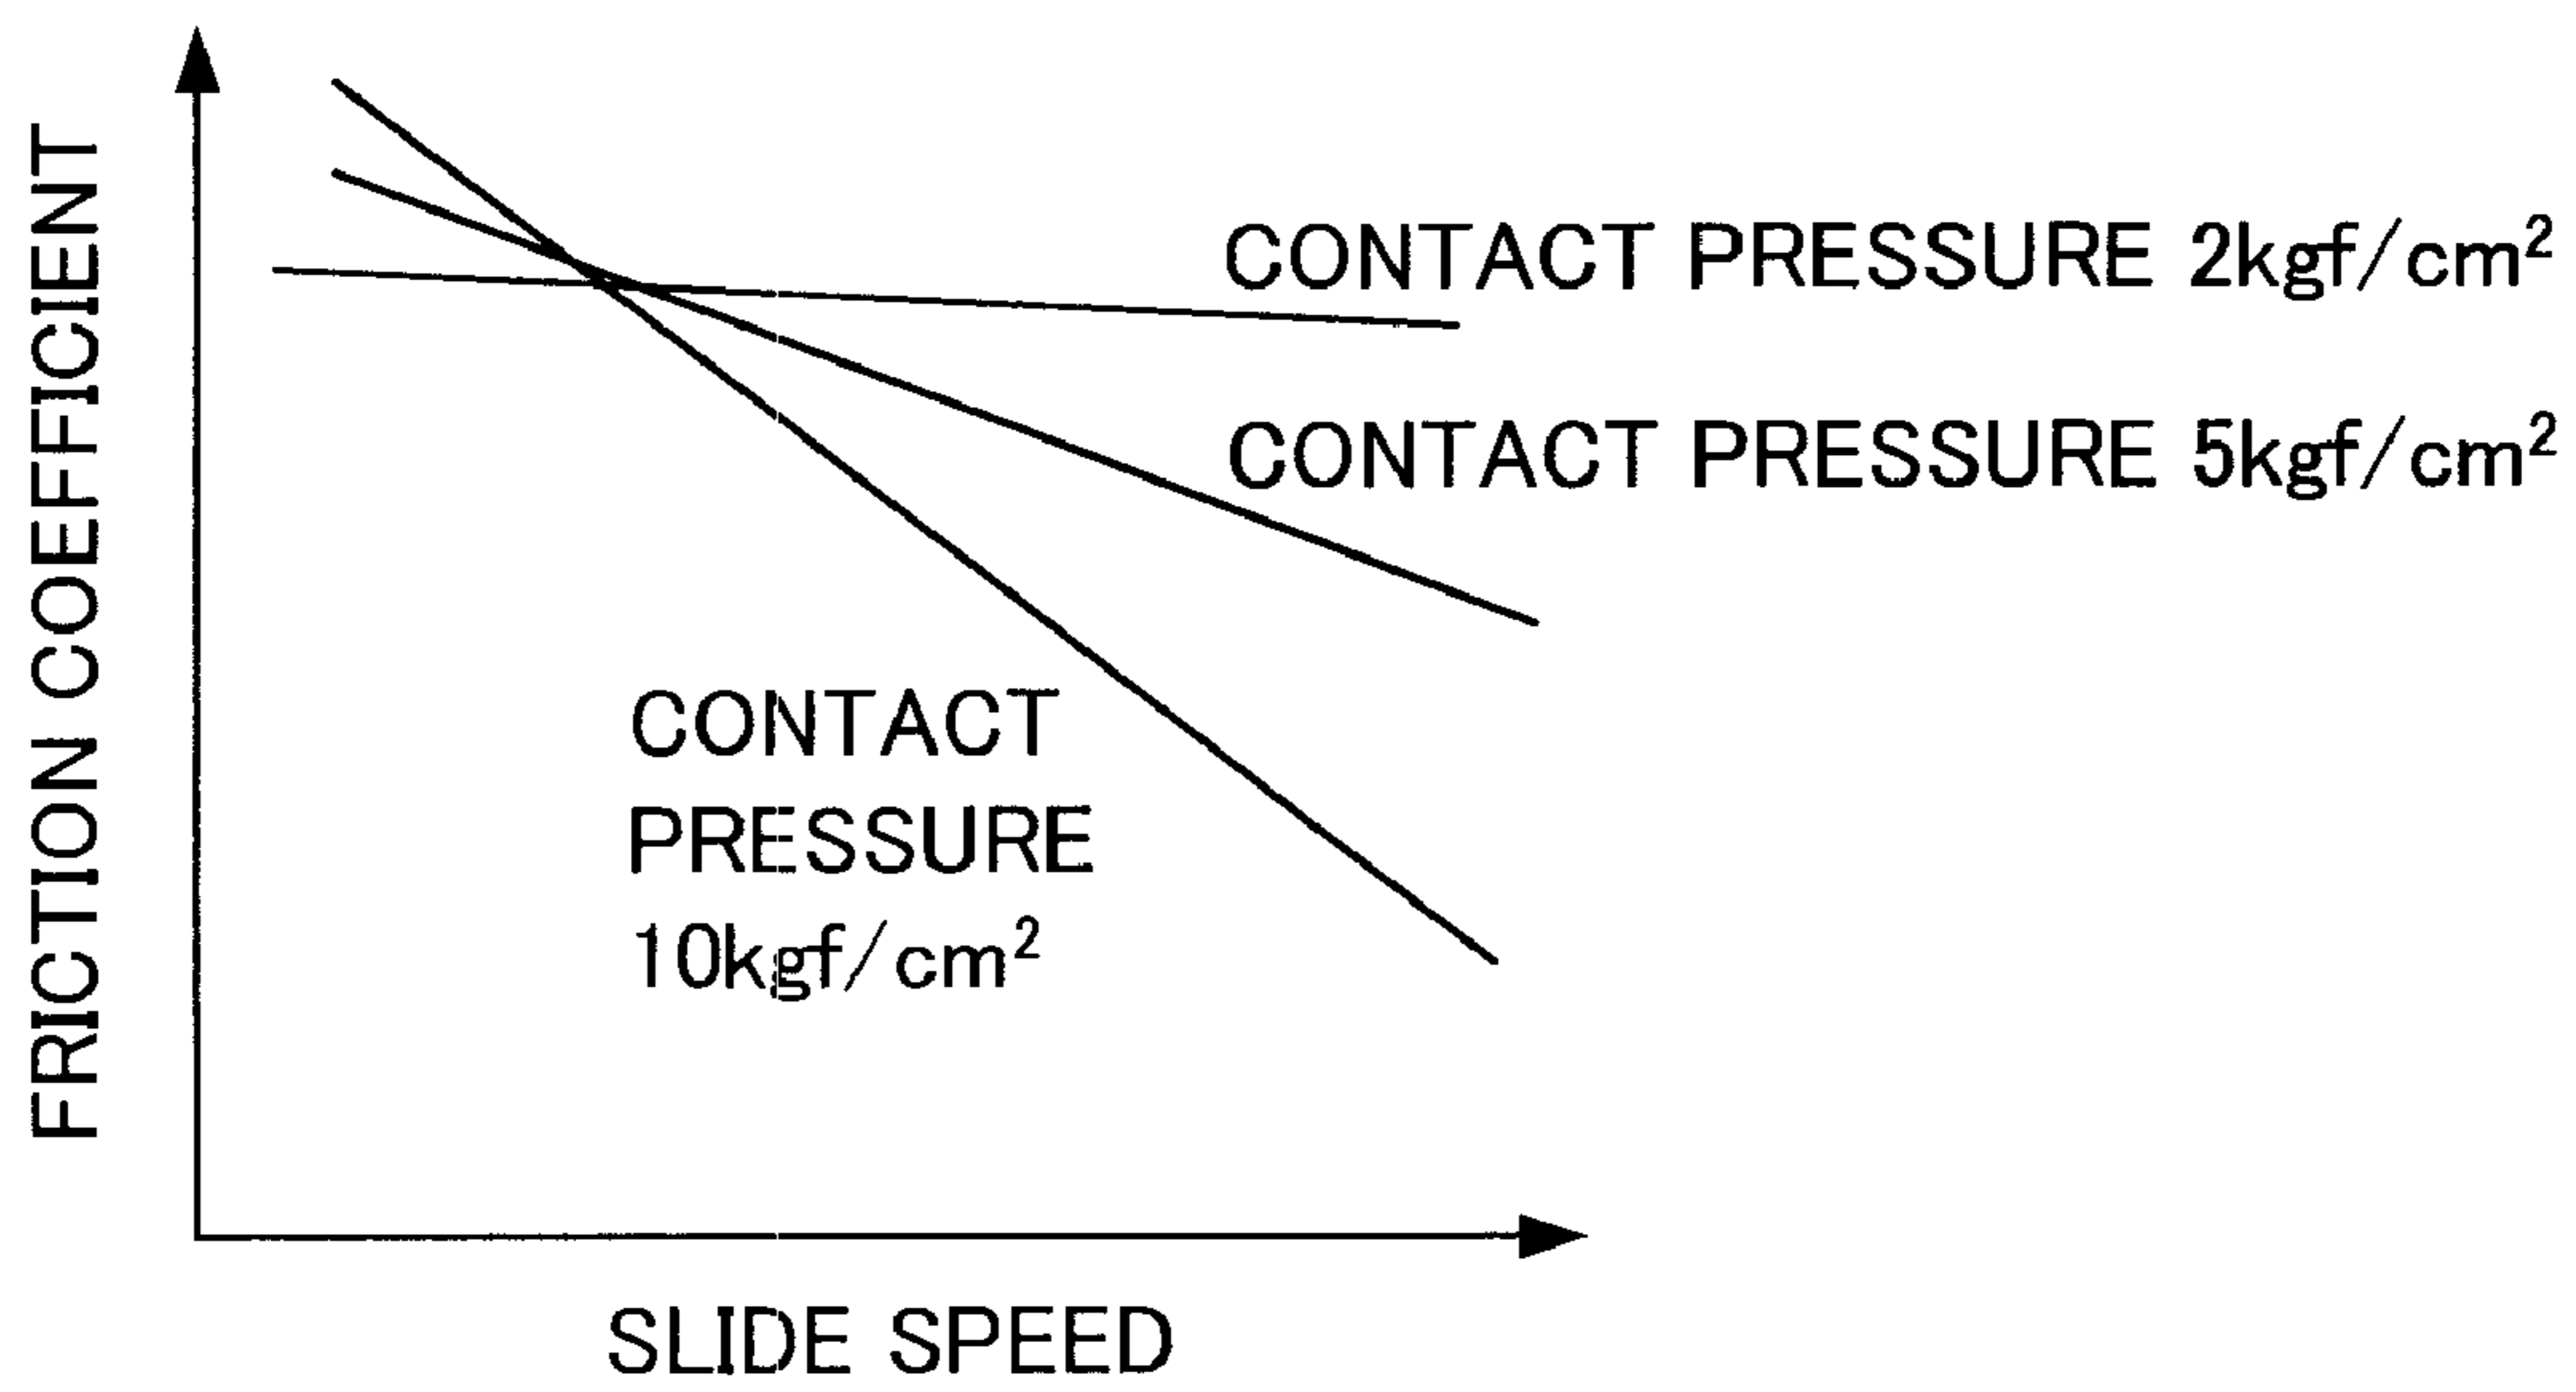 FRICTION COEFFICIENT
CONTACT PRESSURE 2kgf/cm²
CONTACT PRESSURE 5kgf/cm²
CONTACT
PRESSURE
10kgf/cm²
SLIDE SPEED